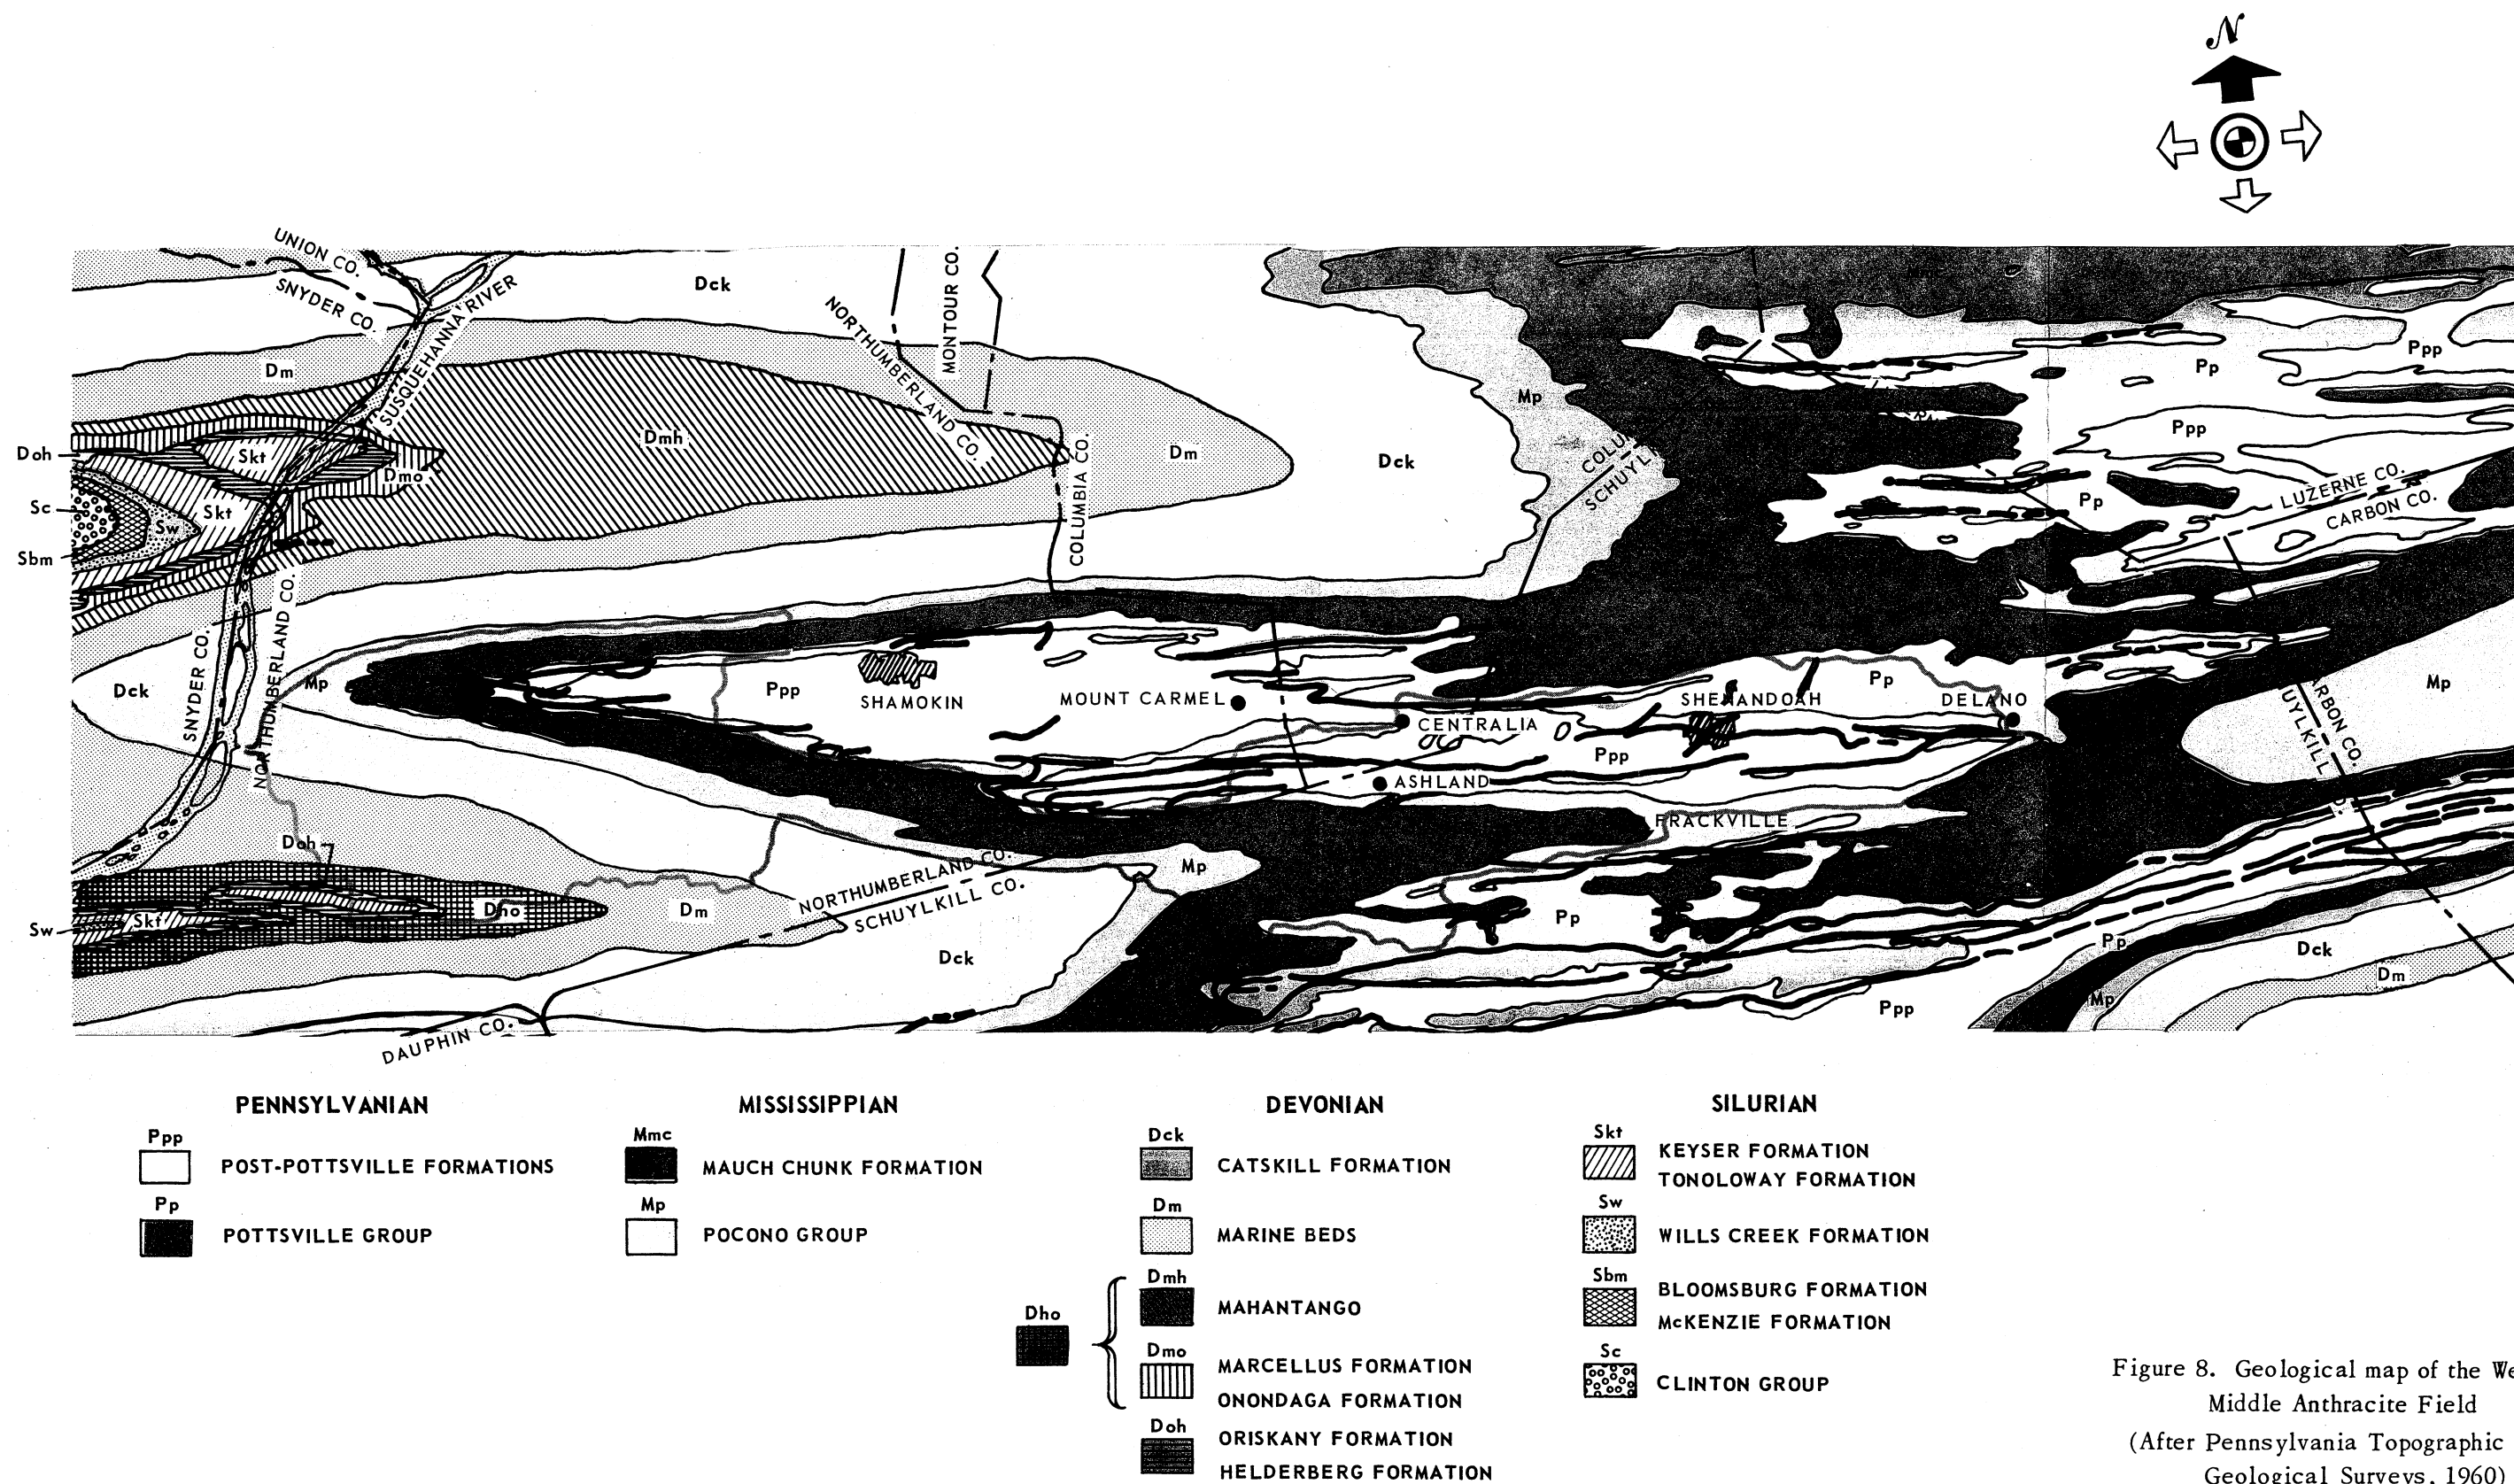 N
UNION CO.
SNYDER CO.
SUSQUEHANNA RIVER
Dck
NORTHUMBERLAND CO.
MONTOUR CO.
Dm
Dmh
Dm
Dck
Mp
COLUMBIA CO.
SCHUYL
Pp
Ppp
Ppp
Pp
LUZERNE CO.
CARBON CO.
Doh
Skt
Dmo
Sc
Skt
Sw
Sbm
SNYDER CO.
NORTHUMBERLAND CO.
Dck
Mp
Ppp
SHAMOKIN
MOUNT CARMEL
CENTRALIA
SHENANDOAH
Pp
DELANO
Ppp
ASHLAND
FRACKVILLE
Mp
ARBON CO.
UYLKILL
Doh
Dho
Dm
Skt
Sw
NORTHUMBERLAND CO.
SCHUYLKILL CO.
Mp
Dck
Pp
Ppp
Pp
Mp
Dck
Dm
DAUPHIN CO.
PENNSYLVANIAN
Ppp
POST-POTTSVILLE FORMATIONS
Pp
POTTSVILLE GROUP
MISSISSIPPIAN
Mmc
MAUCH CHUNK FORMATION
Mp
POCONO GROUP
DEVONIAN
Dck
CATSKILL FORMATION
Dm
MARINE BEDS
Dmh
MAHANTANGO
Dho
Dmo
MARCELLUS FORMATION
ONONDAGA FORMATION
Doh
ORISKANY FORMATION
HELDERBERG FORMATION
SILURIAN
Skt
KEYSER FORMATION
TONOLOWAY FORMATION
Sw
WILLS CREEK FORMATION
Sbm
BLOOMSBURG FORMATION
McKENZIE FORMATION
Sc
CLINTON GROUP
Figure 8. Geological map of the We
Middle Anthracite Field
(After Pennsylvania Topographic
Geological Surveys, 1960)